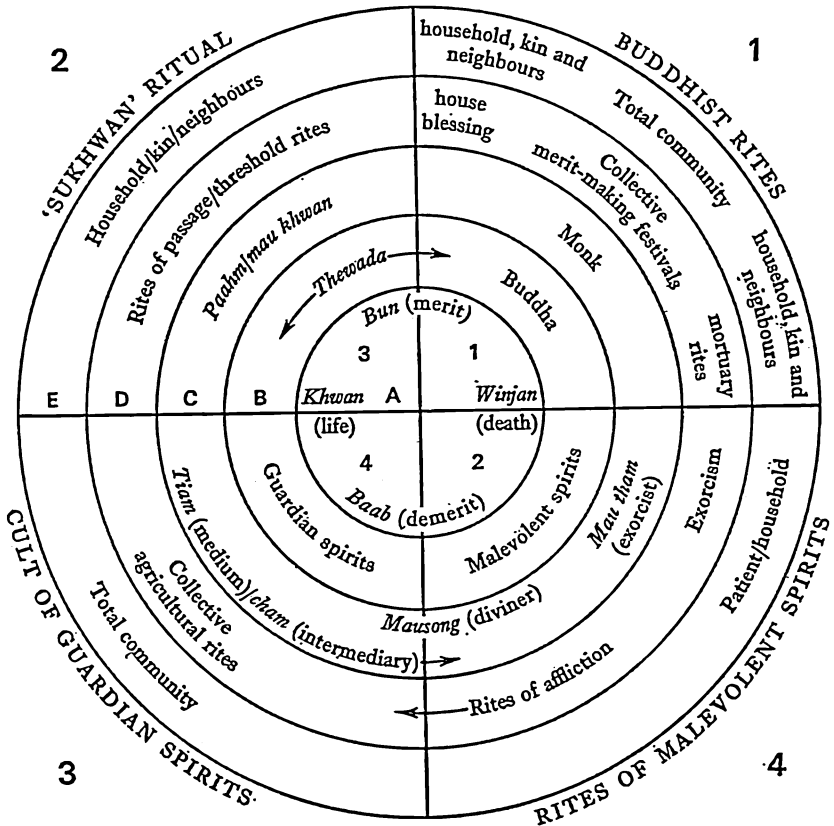 2
1
'SUKHWAN' RITUAL
BUDDHIST RITES
household, kin and
neighbours
Total community
household, kin and
neighbours
Household/kin/neighbours
house
blessing
Collective
merit-making festivals
mortuary
rites
Rites of passage/threshold rites
Monk
Paahm/mau khwan
Buddha
Thewada
Bun (merit)
3
1
E
D
C
B
Khwan
A
Winjan
(life)
(death)
4
2
Baab (demerit)
Guardian spirits
Malevolent spirits
Tiam (medium)/cham (intermediary)
Mau tham
(exorcist)
Mausong (diviner)
Collective
agricultural rites
Exorcism
Rites of affliction
Total community
Patient/household
CULT OF GUARDIAN SPIRITS
RITES OF MALEVOLENT SPIRITS
3
4